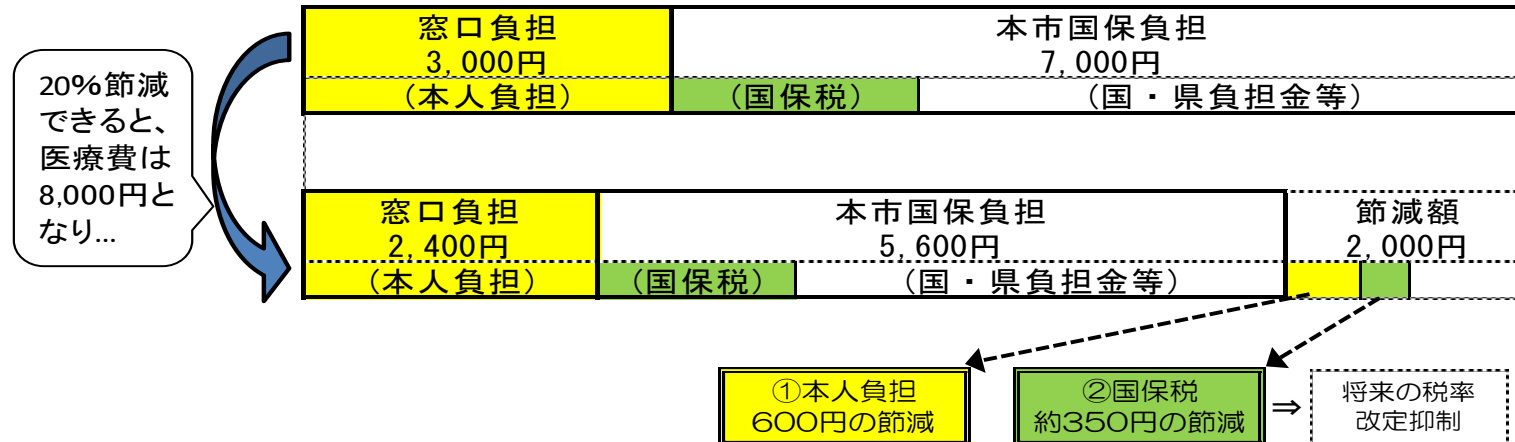 20%節減
できると、
医療費は
8,000円と
なり…
窓口負担
3,000円
(本人負担)
本市国保負担
7,000円
(国保税)
(国・県負担金等)
窓口負担
2,400円
(本人負担)
本市国保負担
5,600円
(国保税)
(国・県負担金等)
節減額
2,000円
①本人負担
600円の節減
②国保税
約350円の節減
⇒
将来の税率
改定抑制